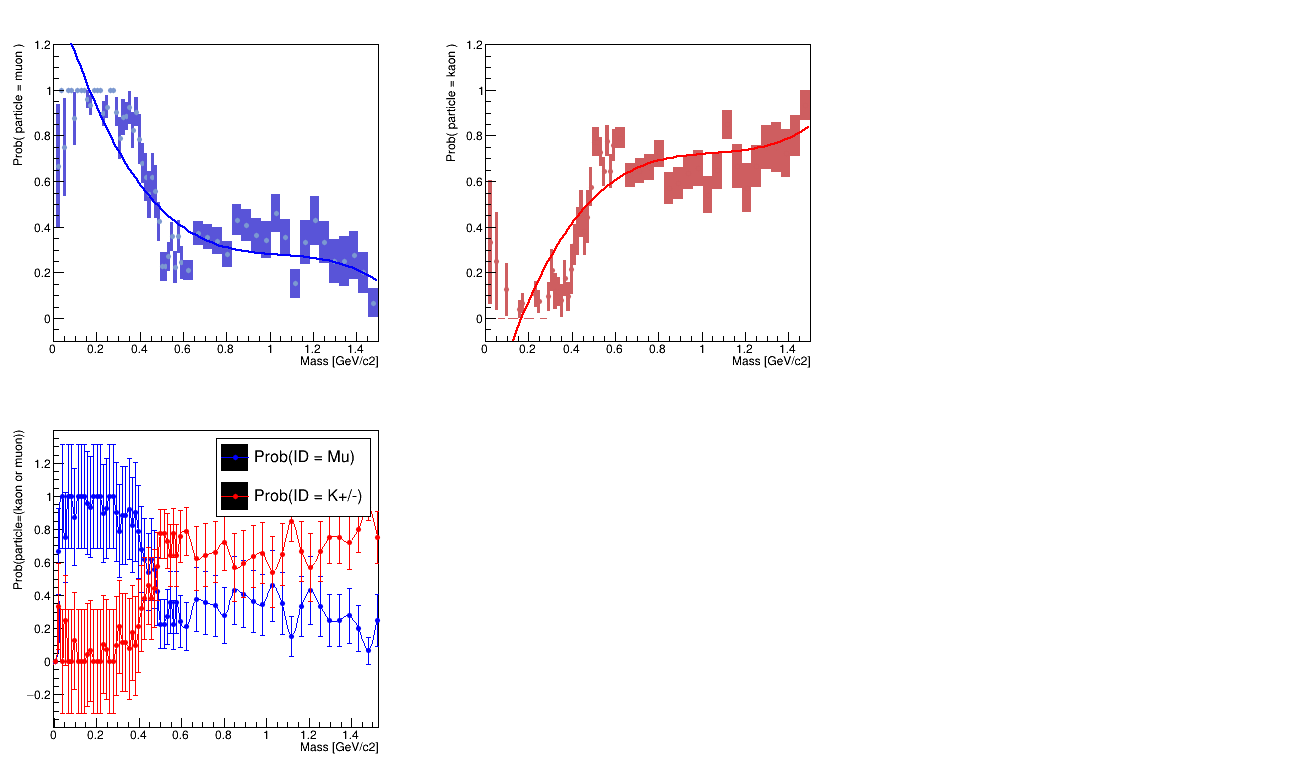 Prob( particle = muon )
1.2
1
0.8
0.6
0.4
0.2
0
0 0.2 0.4 0.6 0.8 1 1.2 1.4
Mass [GeV/c2]
Prob( particle = kaon )
1.2
1
0.8
0.6
0.4
0.2
0
0 0.2 0.4 0.6 0.8 1 1.2 1.4
Mass [GeV/c2]
Prob(particle=(kaon or muon))
1.2
1
0.8
0.6
0.4
0.2
0
−0.2
0 0.2 0.4 0.6 0.8 1 1.2 1.4
Mass [GeV/c2]
Prob(ID = Mu)
Prob(ID = K+/-)